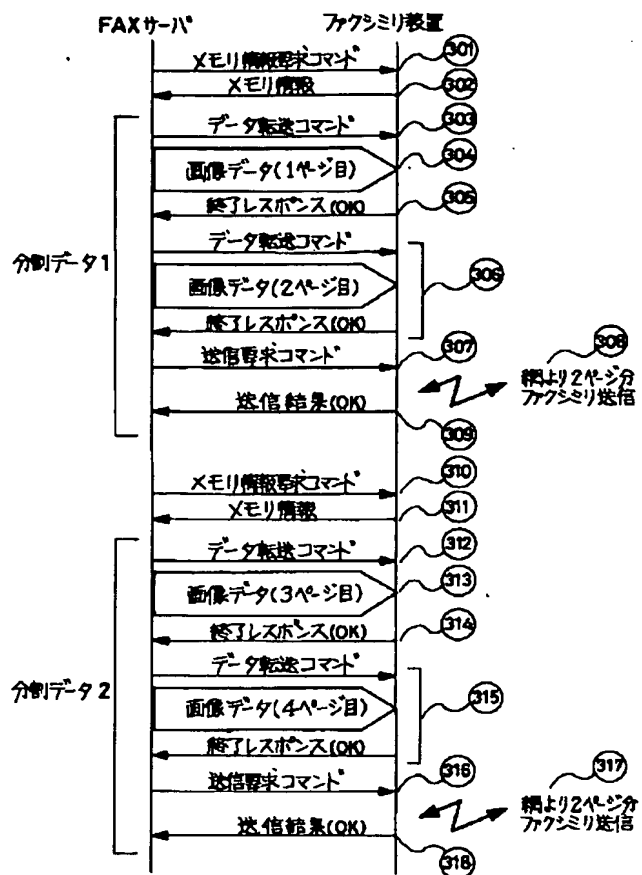 FAXサーバ
ファクシミリ装置
メモリ情報要求コマンド
301
メモリ情報
302
データ転送コマンド
303
画像データ(1ページ目)
304
終了レスポンス(OK)
305
データ転送コマンド
分割データ1
画像データ(2ページ目)
306
終了レスポンス(OK)
送信要求コマンド
307
308
網より2ページ分
ファクシミリ送信
送信結果(OK)
309
メモリ情報要求コマンド
310
メモリ情報
311
データ転送コマンド
312
画像データ(3ページ目)
313
終了レスポンス(OK)
314
データ転送コマンド
分割データ2
画像データ(4ページ目)
315
終了レスポンス(OK)
送信要求コマンド
316
317
網より2ページ分
ファクシミリ送信
送信結果(OK)
318